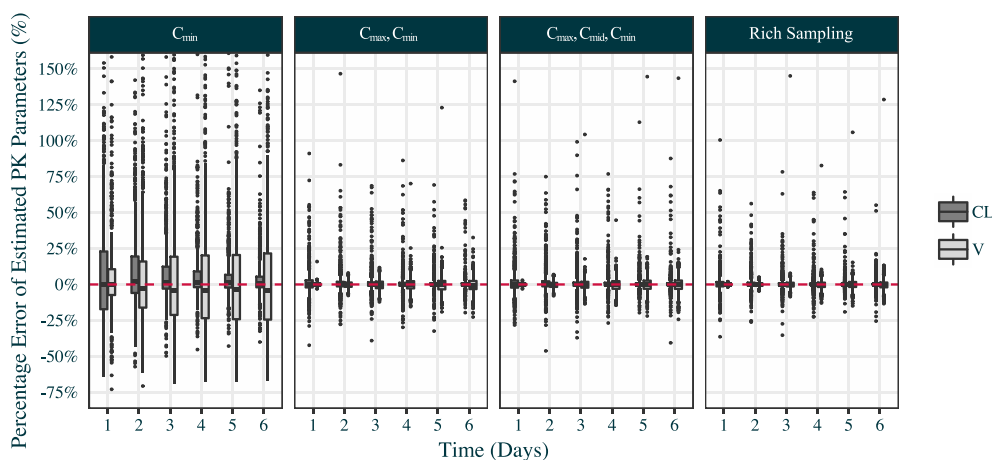 Cmin
Cmax, Cmin
Cmax, Cmid, Cmin
Rich Sampling
Percentage Error of Estimated PK Parameters (%)
150%
125%
100%
75%
50%
25%
0%
-25%
-50%
-75%
1 2 3 4 5 6
1 2 3 4 5 6
1 2 3 4 5 6
1 2 3 4 5 6
Time (Days)
CL
V